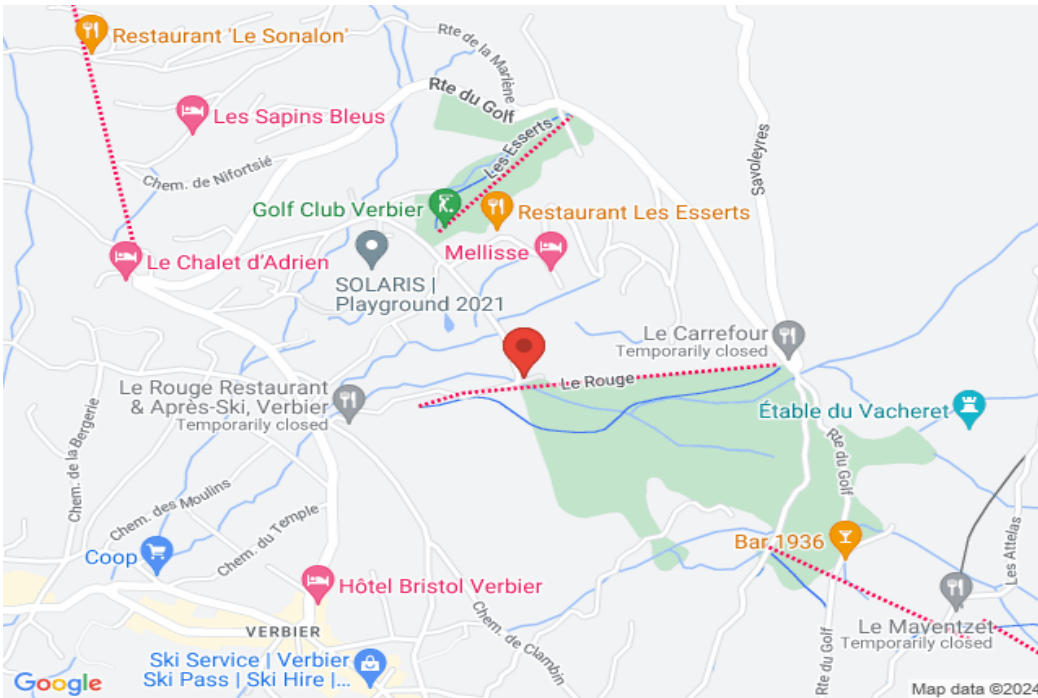 Restaurant 'Le Sonalon'
Rte de la Marlène
Rte du Golf
Les Sapins Bleus
Les Esserts
Savoleyres
Chem. de Nifortsié
Golf Club Verbier
Restaurant Les Esserts
Mellisse
Le Chalet d'Adrien
SOLARIS |
Playground 2021
Le Carrefour
Temporarily closed
Le Rouge
Le Rouge Restaurant
& Après-Ski, Verbier
Temporarily closed
Étable du Vacheret
Chem. de la Bergerie
Rte du Golf
Chem. des Moulins
Chem. du Temple
Coop
Bar 1936
Les Attelas
Hôtel Bristol Verbier
Chem. de Clambin
Le Mayentzet
Temporarily closed
VERBIER
Rte du Golf
Ski Service | Verbier
Ski Pass | Ski Hire |...
Google
Map data ©2024